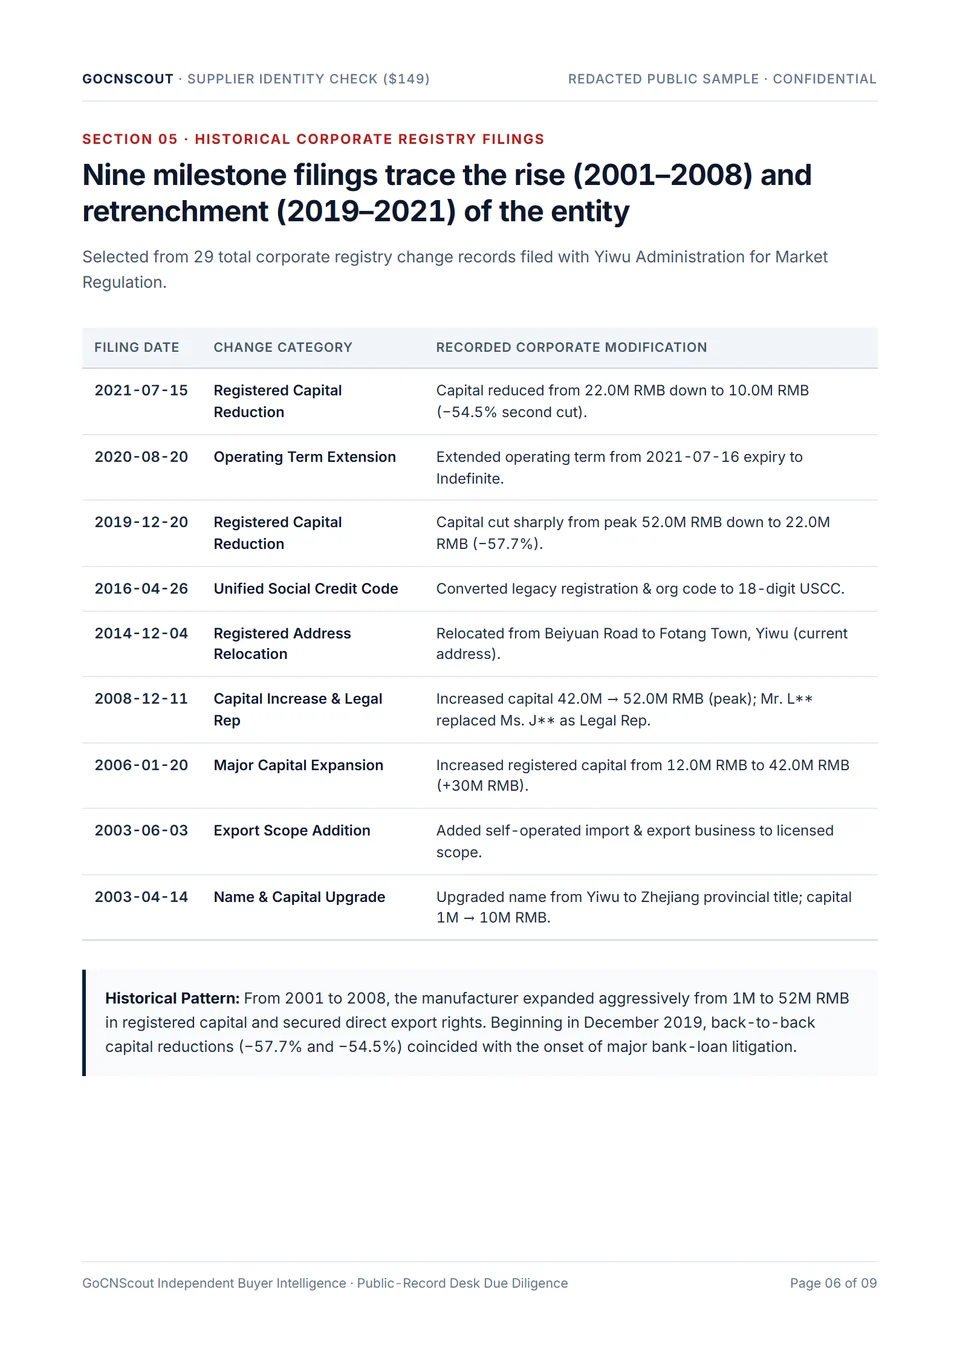 GOCNSCOUT · SUPPLIER IDENTITY CHECK ($149)
REDACTED PUBLIC SAMPLE · CONFIDENTIAL
SECTION 05 · HISTORICAL CORPORATE REGISTRY FILINGS
Nine milestone filings trace the rise (2001–2008) and
retrenchment (2019–2021) of the entity
Selected from 29 total corporate registry change records filed with Yiwu Administration for Market
Regulation.
FILING DATE CHANGE CATEGORY RECORDED CORPORATE MODIFICATION
2021-07-15 Registered Capital Capital reduced from 22.0M RMB down to 10.0M RMB
Reduction (−54.5% second cut).
2020-08-20 Operating Term Extension Extended operating term from 2021-07-16 expiry to
Indefinite.
2019-12-20 Registered Capital Capital cut sharply from peak 52.0M RMB down to 22.0M
Reduction RMB (−57.7%).
2016-04-26 Unified Social Credit Code Converted legacy registration & org code to 18-digit USCC.
2014-12-04 Registered Address Relocated from Beiyuan Road to Fotang Town, Yiwu (current
Relocation address).
2008-12-11 Capital Increase & Legal Increased capital 42.0M → 52.0M RMB (peak); Mr. L**
Rep replaced Ms. J** as Legal Rep.
2006-01-20 Major Capital Expansion Increased registered capital from 12.0M RMB to 42.0M RMB
(+30M RMB).
2003-06-03 Export Scope Addition Added self-operated import & export business to licensed
scope.
2003-04-14 Name & Capital Upgrade Upgraded name from Yiwu to Zhejiang provincial title; capital
1M → 10M RMB.
Historical Pattern: From 2001 to 2008, the manufacturer expanded aggressively from 1M to 52M RMB
in registered capital and secured direct export rights. Beginning in December 2019, back-to-back
capital reductions (−57.7% and −54.5%) coincided with the onset of major bank-loan litigation.
GoCNScout Independent Buyer Intelligence · Public-Record Desk Due Diligence
Page 06 of 09